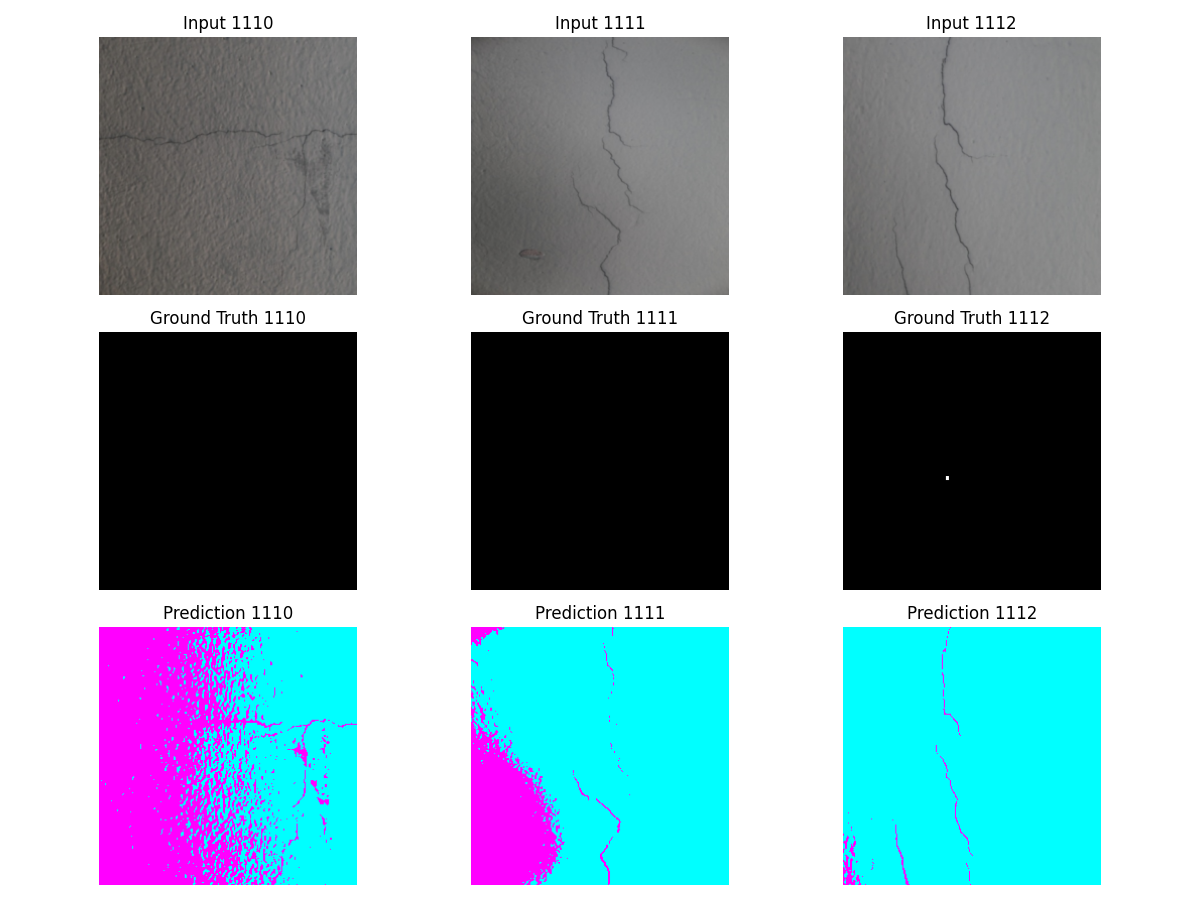 Input 1110
Input 1111
Input 1112
Ground Truth 1110
Ground Truth 1111
Ground Truth 1112
Prediction 1110
Prediction 1111
Prediction 1112